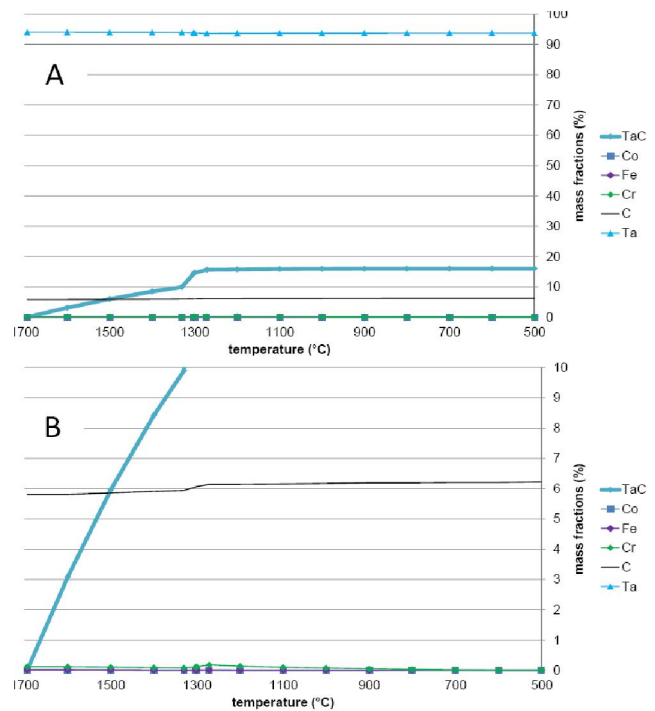 A
100
90
80
70
60
50
40
30
20
10
0
mass fractions (%)
TaC
Co
Fe
Cr
C
Ta
1700 1500 1300 1100 900 700 500
temperature (°C)
B
10
9
8
7
6
5
4
3
2
1
0
mass fractions (%)
TaC
Co
Fe
Cr
C
Ta
1700 1500 1300 1100 900 700 500
temperature (°C)